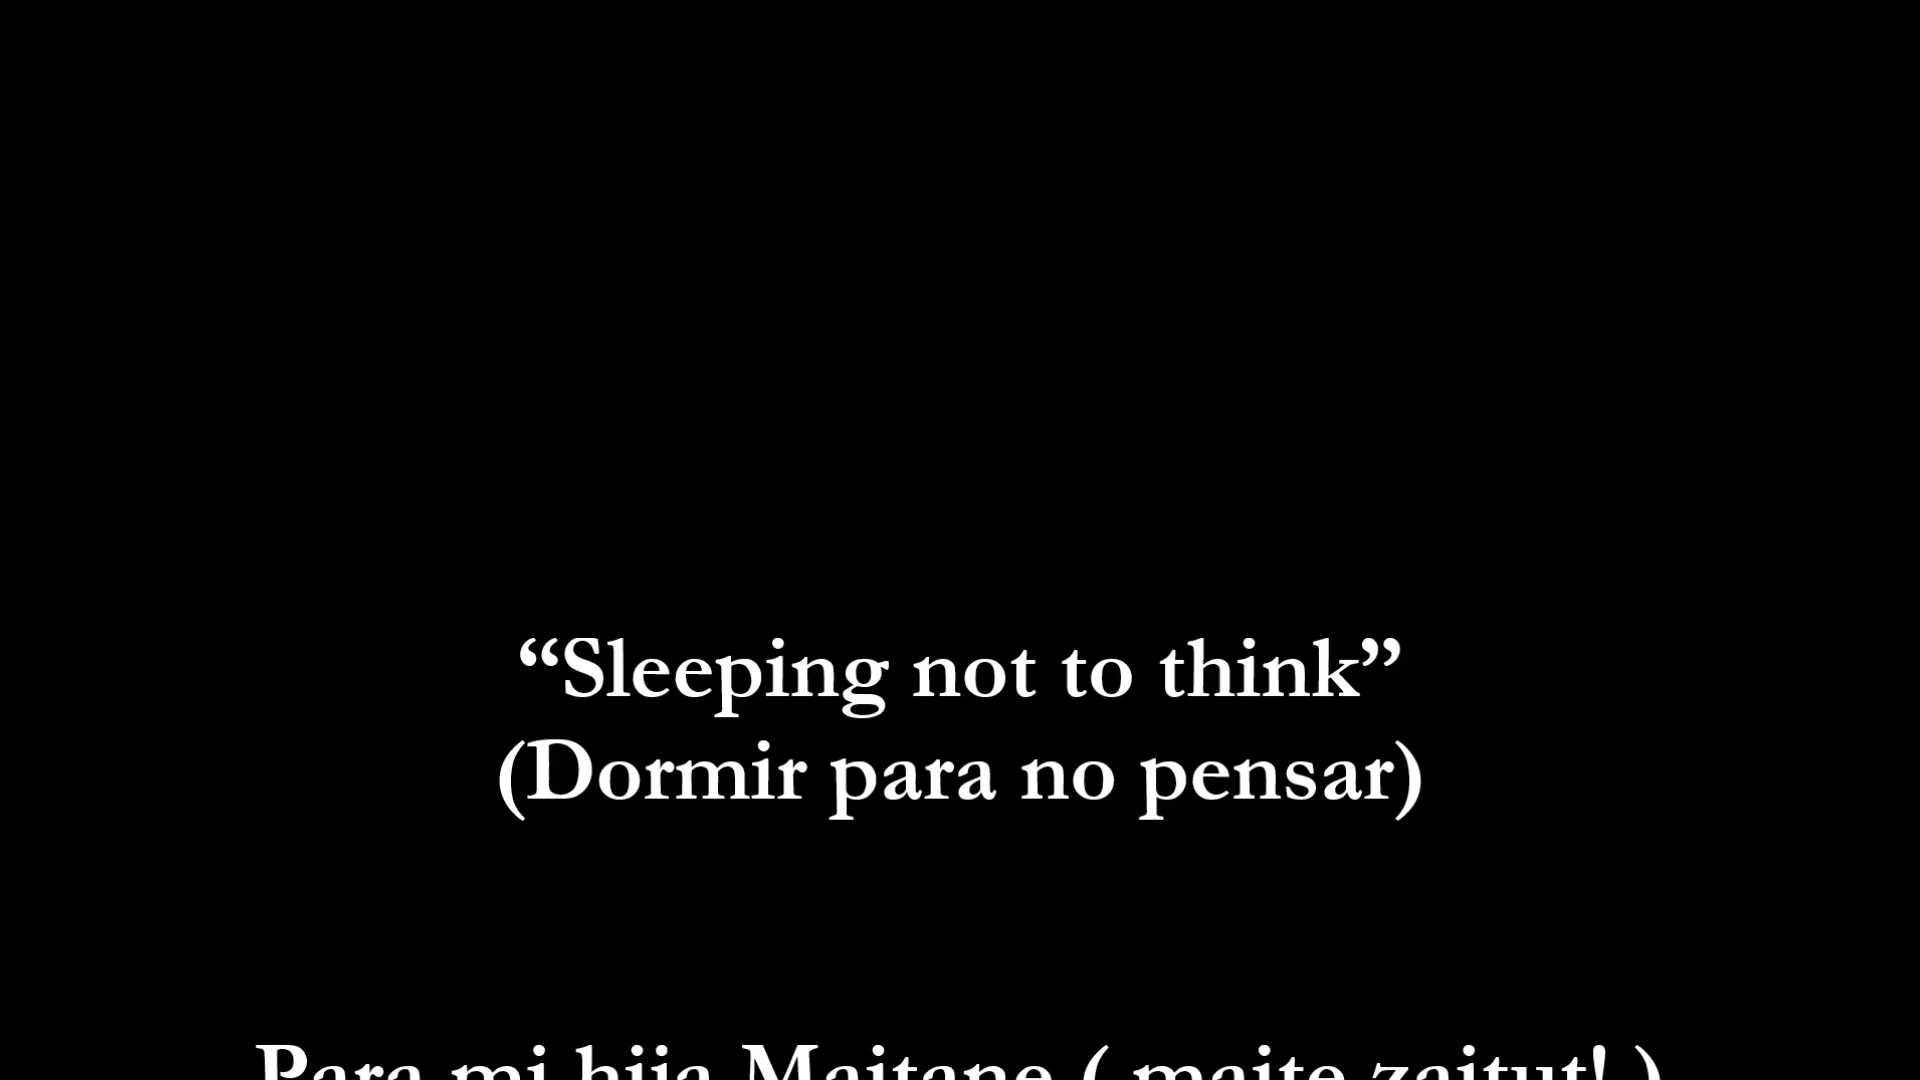 “Sleeping not to think”
(Dormir para no pensar)
Para mi hija Maitane ( maite zaitut! )